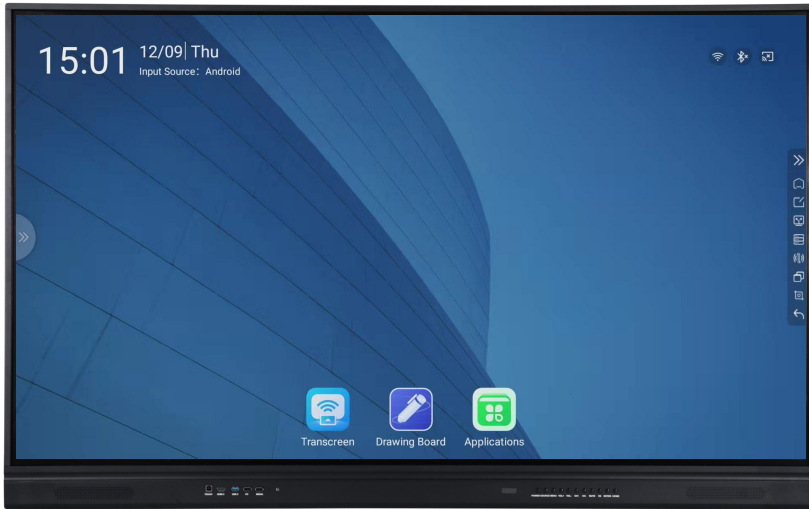 15:01
12/09| Thu
Input Source: Android
Transcreen
Drawing Board
Applications